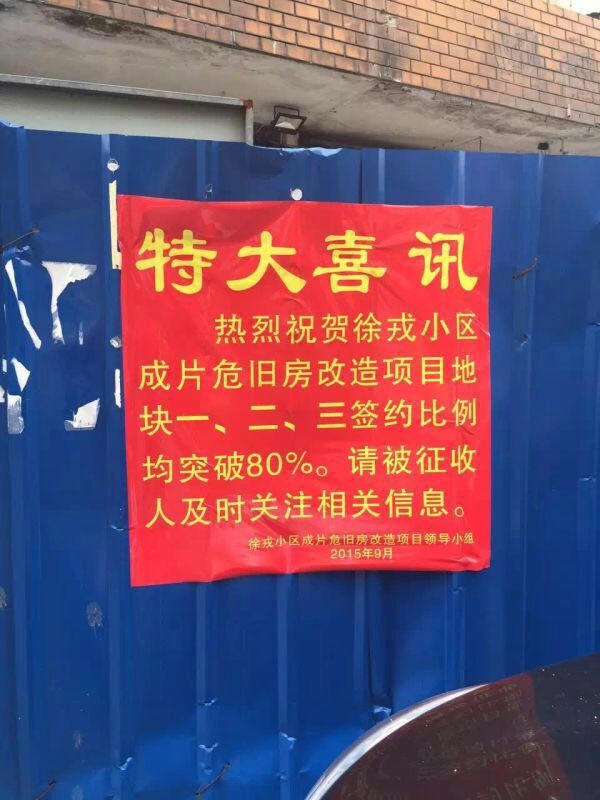 特大喜讯
热烈祝贺徐戎小区
成片危旧房改造项目地
块一、二、三签约比例
均突破80%。请被征收
人及时关注相关信息。
徐戎小区成片危旧房改造项目领导小组
2015年9月